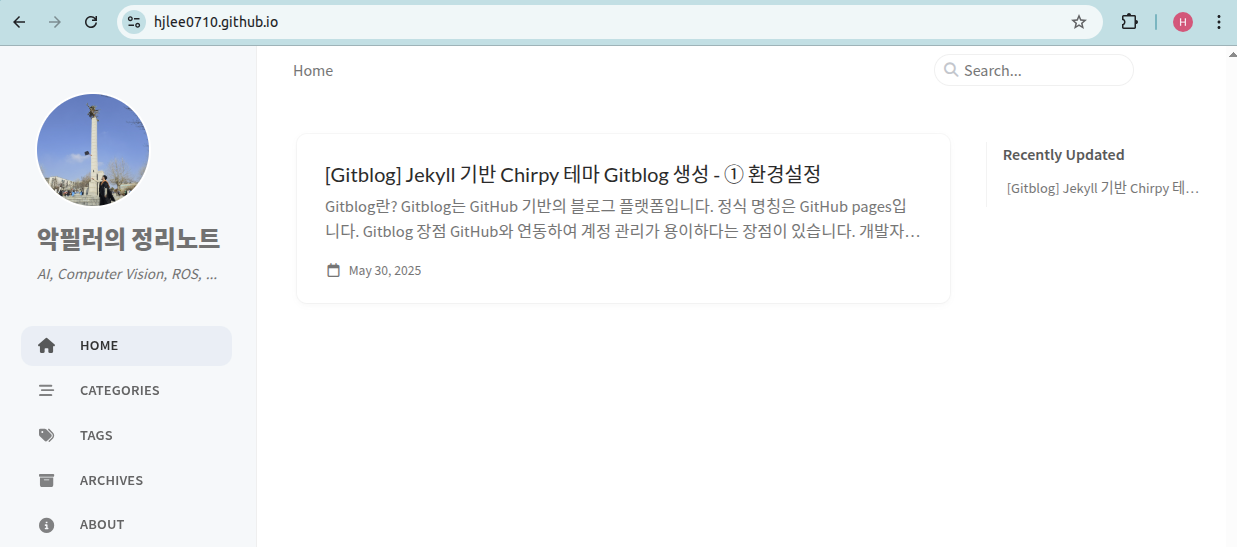 hjlee0710.github.io
H
Home
Search...
악필러의 정리노트
AI, Computer Vision, ROS, ...
HOME
CATEGORIES
TAGS
ARCHIVES
ABOUT
[Gitblog] Jekyll 기반 Chirpy 테마 Gitblog 생성 - ① 환경설정
Gitblog란? Gitblog는 GitHub 기반의 블로그 플랫폼입니다. 정식 명칭은 GitHub pages입
니다. Gitblog 장점 GitHub와 연동하여 계정 관리가 용이하다는 장점이 있습니다. 개발자...
May 30, 2025
Recently Updated
[Gitblog] Jekyll 기반 Chirpy 테...